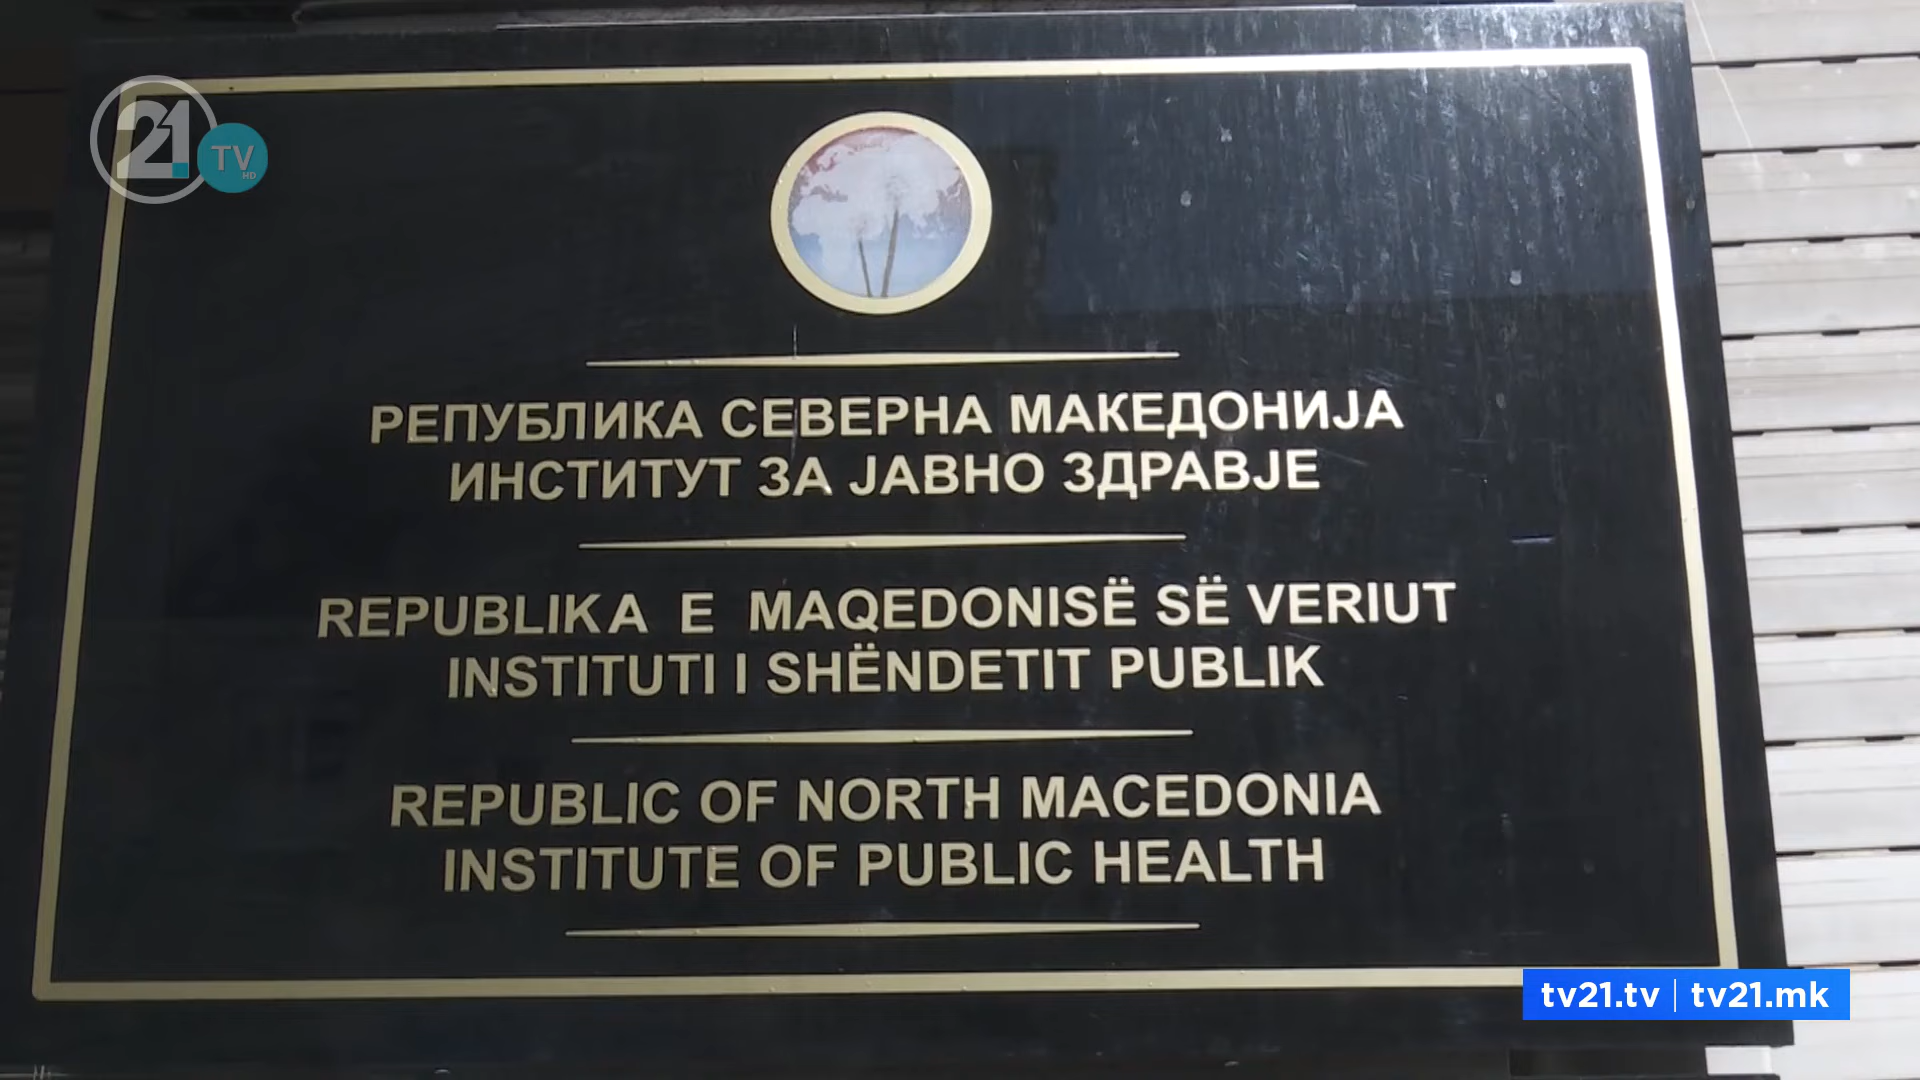 21 TV HD
РЕПУБЛИКА СЕВЕРНА МАКЕДОНИЈА
ИНСТИТУТ ЗА ЈАВНО ЗДРАВЈЕ
REPUBLIKA E MAQEDONISË SË VERIUT
INSTITUTI I SHËNDETIT PUBLIK
REPUBLIC OF NORTH MACEDONIA
INSTITUTE OF PUBLIC HEALTH
tv21.tv | tv21.mk